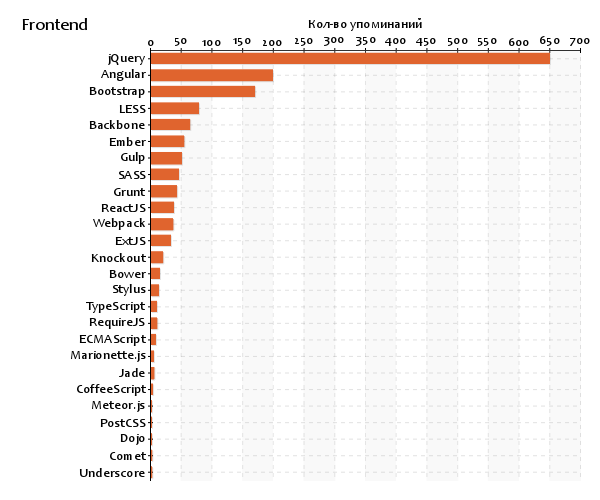 Frontend
Кол-во упоминаний
0 50 100 150 200 250 300 350 400 450 500 550 600 650 700
jQuery
Angular
Bootstrap
LESS
Backbone
Ember
Gulp
SASS
Grunt
ReactJS
Webpack
ExtJS
Knockout
Bower
Stylus
TypeScript
RequireJS
ECMAScript
Marionette.js
Jade
CoffeeScript
Meteor.js
PostCSS
Dojo
Comet
Underscore